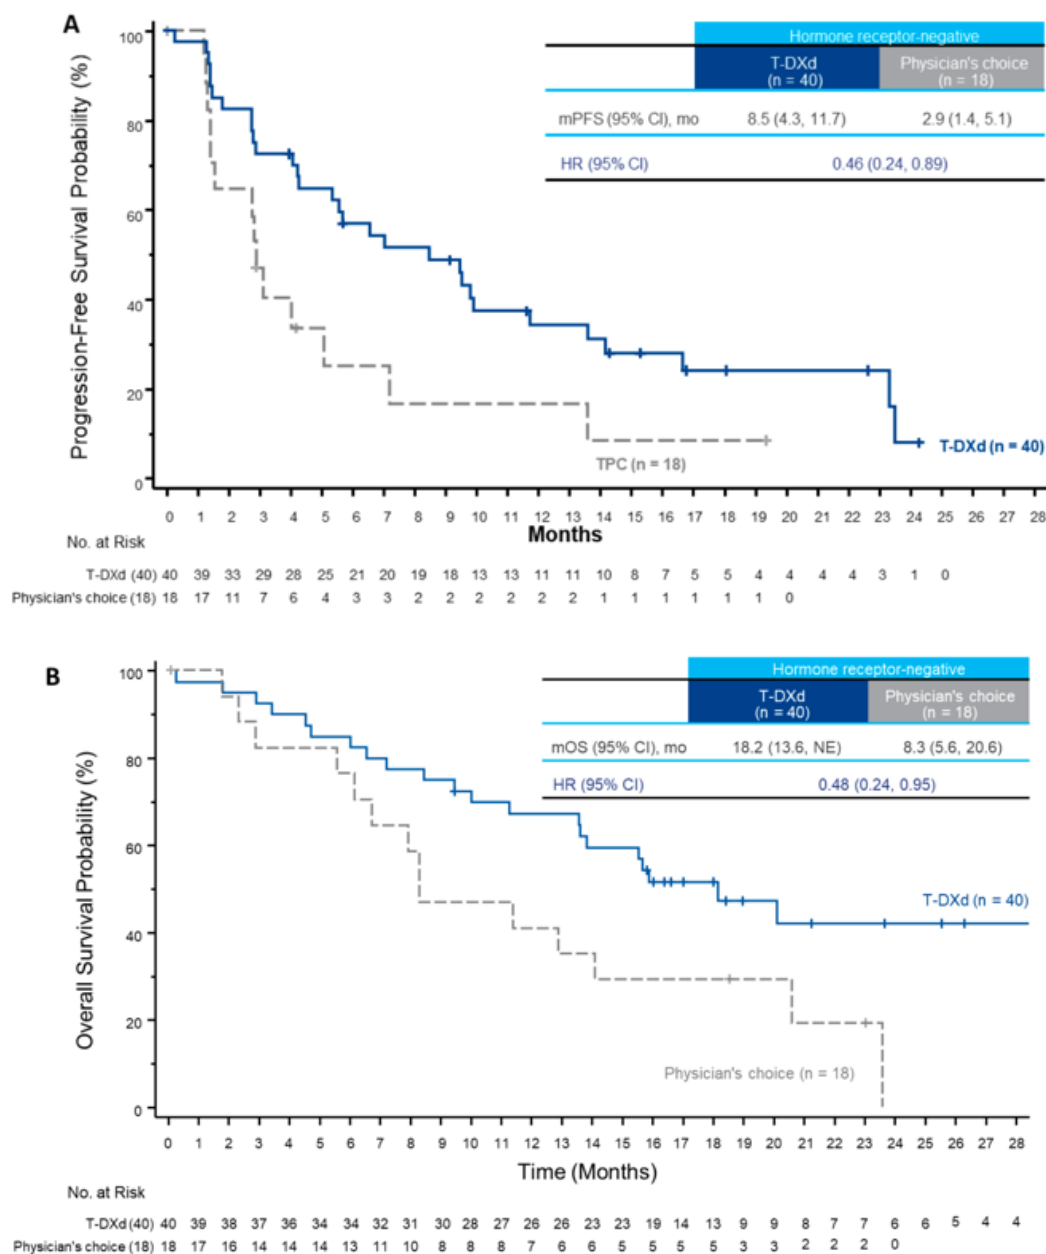 A
Hormone receptor-negative
T-DXd Physician's choice
(n = 40) (n = 18)
mPFS (95% CI), mo 8.5 (4.3, 11.7) 2.9 (1.4, 5.1)
HR (95% CI) 0.46 (0.24, 0.89)
Progression-Free Survival Probability (%)
100
80
60
40
20
0
T-DXd (n = 40)
TPC (n = 18)
0 1 2 3 4 5 6 7 8 9 10 11 12 13 14 15 16 17 18 19 20 21 22 23 24 25 26 27 28
Months
No. at Risk
T-DXd (40) 40 39 33 29 28 25 21 20 19 18 13 13 11 11 10 8 7 5 5 4 4 4 4 3 1 0
Physician's choice (18) 18 17 11 7 6 4 3 3 2 2 2 2 2 2 1 1 1 1 1 1 0
B
Hormone receptor-negative
T-DXd Physician's choice
(n = 40) (n = 18)
mOS (95% CI), mo 18.2 (13.6, NE) 8.3 (5.6, 20.6)
HR (95% CI) 0.48 (0.24, 0.95)
Overall Survival Probability (%)
100
80
60
40
20
0
T-DXd (n = 40)
Physician's choice (n = 18)
0 1 2 3 4 5 6 7 8 9 10 11 12 13 14 15 16 17 18 19 20 21 22 23 24 25 26 27 28
Time (Months)
No. at Risk
T-DXd (40) 40 39 38 37 36 34 34 32 31 30 28 27 26 26 23 23 19 14 13 9 9 8 7 7 6 6 5 4 4
Physician's choice (18) 18 17 16 14 14 14 13 11 10 8 8 8 7 6 6 5 5 5 5 3 3 2 2 2 0